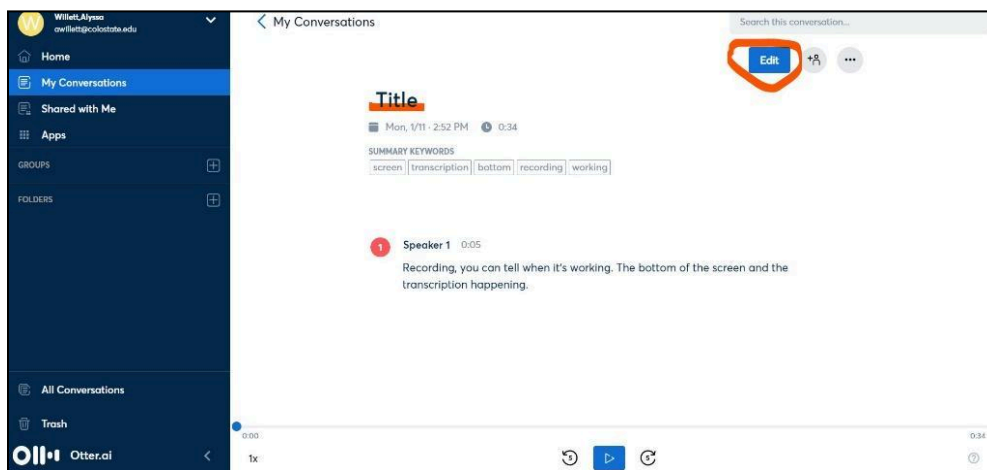 W
Willett,Alyssa
awillett@colostate.edu
Home
My Conversations
Shared with Me
Apps
GROUPS
FOLDERS
All Conversations
Trash
Otter.ai
My Conversations
Search this conversation...
Edit
Title
Mon, 1/11 · 2:52 PM 0:34
SUMMARY KEYWORDS
screen transcription bottom recording working
1 Speaker 1 0:05
Recording, you can tell when it's working. The bottom of the screen and the
transcription happening.
0:00 0:34
1x 5 5 ?